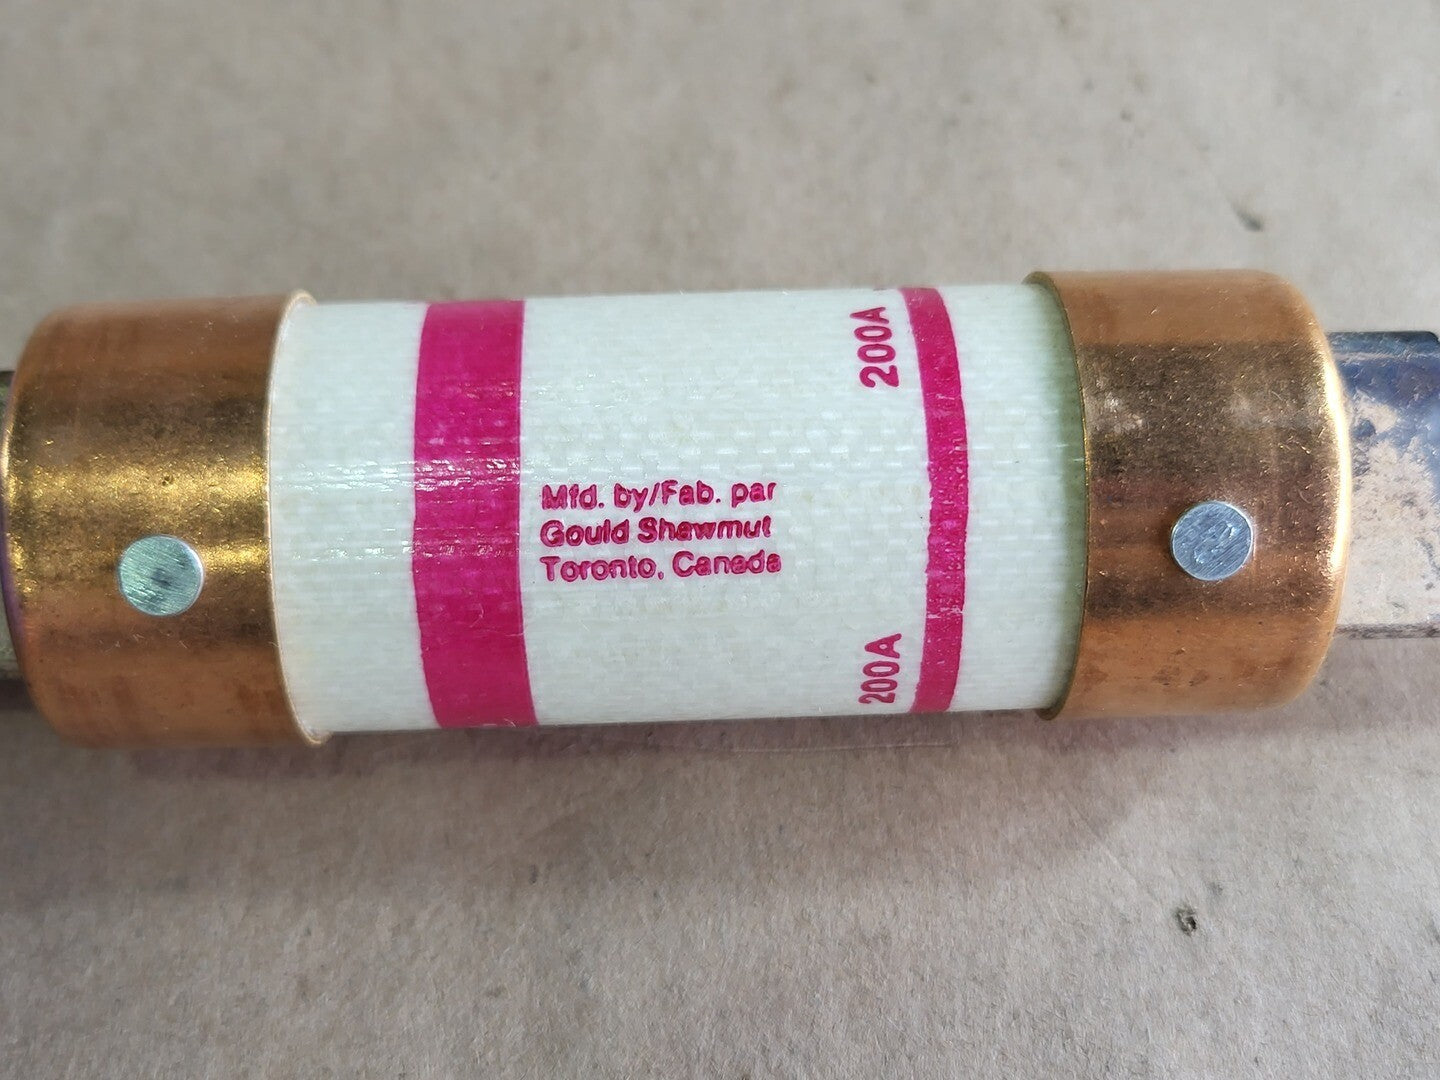 200A
Mfd. by/Fab. par
Gould Shawmut
Toronto, Canada
200A